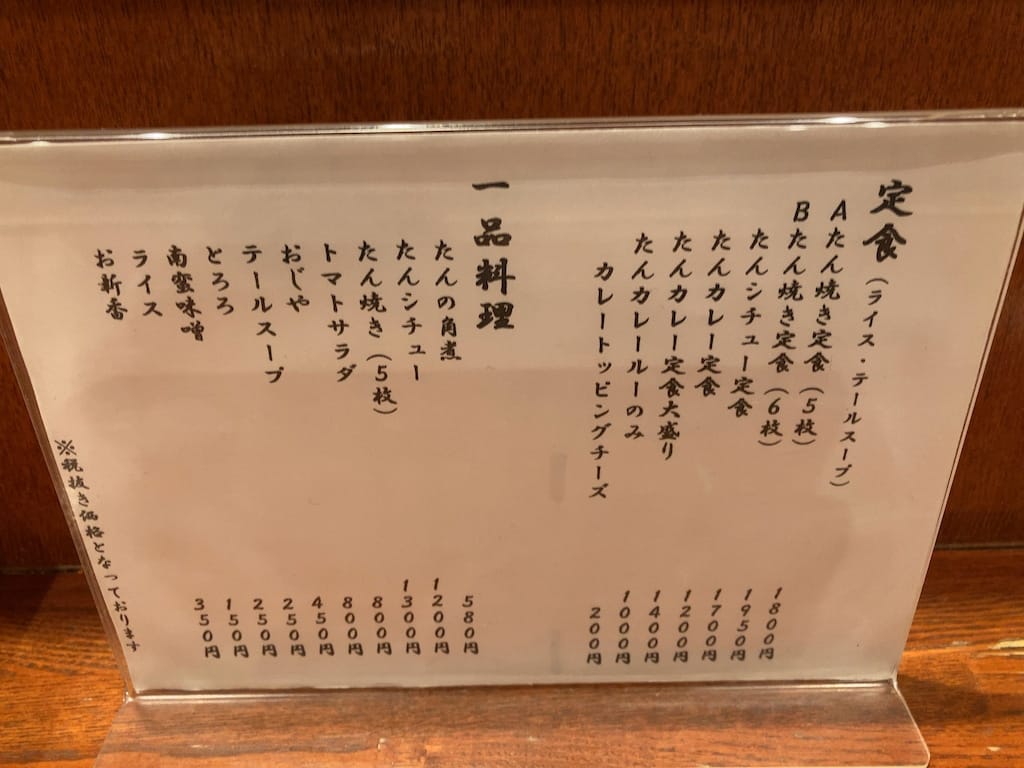 定食（ライス・テールスープ）
Aたん焼き定食（5枚） 1800円
Bたん焼き定食（6枚） 1950円
たんシチュー定食 1700円
たんカレー定食 1200円
たんカレー定食大盛り 1400円
たんカレールーのみ 1000円
カレートッピングチーズ 200円
一品料理
たんの角煮 580円
たんシチュー 1200円
たん焼き（5枚） 1300円
トマトサラダ 800円
おじや 800円
テールスープ 450円
とろろ 250円
南蛮味噌 250円
ライス 150円
お新香 350円
※税抜き価格となっております